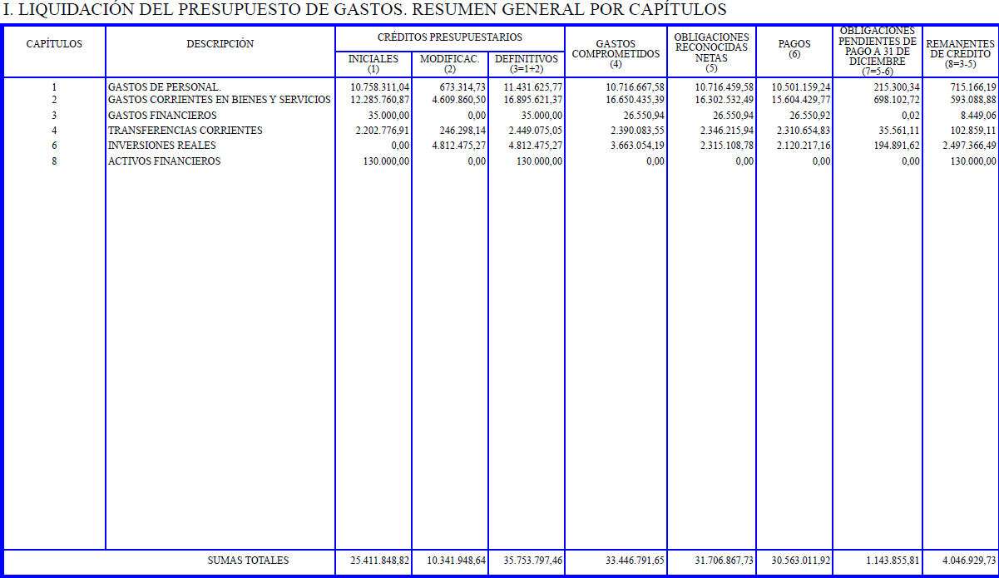 I. LIQUIDACIÓN DEL PRESUPUESTO DE GASTOS. RESUMEN GENERAL POR CAPÍTULOS
CAPÍTULOS DESCRIPCIÓN CRÉDITOS PRESUPUESTARIOS GASTOS COMPROMETIDOS (4) OBLIGACIONES RECONOCIDAS NETAS (5) PAGOS (6) OBLIGACIONES PENDIENTES DE PAGO A 31 DE DICIEMBRE (7=5-6) REMANENTES DE CRÉDITO (8=3-5)
INICIALES (1) MODIFICAC. (2) DEFINITIVOS (3=1+2)
1 GASTOS DE PERSONAL. 10.758.311,04 673.314,73 11.431.625,77 10.716.667,58 10.716.459,58 10.501.159,24 215.300,34 715.166,19
2 GASTOS CORRIENTES EN BIENES Y SERVICIOS 12.285.760,87 4.609.860,50 16.895.621,37 16.650.435,39 16.302.532,49 15.604.429,77 698.102,72 593.088,88
3 GASTOS FINANCIEROS 35.000,00 0,00 35.000,00 26.550,94 26.550,94 26.550,92 0,02 8.449,06
4 TRANSFERENCIAS CORRIENTES 2.202.776,91 246.298,14 2.449.075,05 2.390.083,55 2.346.215,94 2.310.654,83 35.561,11 102.859,11
6 INVERSIONES REALES 0,00 4.812.475,27 4.812.475,27 3.663.054,19 2.315.108,78 2.120.217,16 194.891,62 2.497.366,49
8 ACTIVOS FINANCIEROS 130.000,00 0,00 130.000,00 0,00 0,00 0,00 0,00 130.000,00
SUMAS TOTALES 25.411.848,82 10.341.948,64 35.753.797,46 33.446.791,65 31.706.867,73 30.563.011,92 1.143.855,81 4.046.929,73